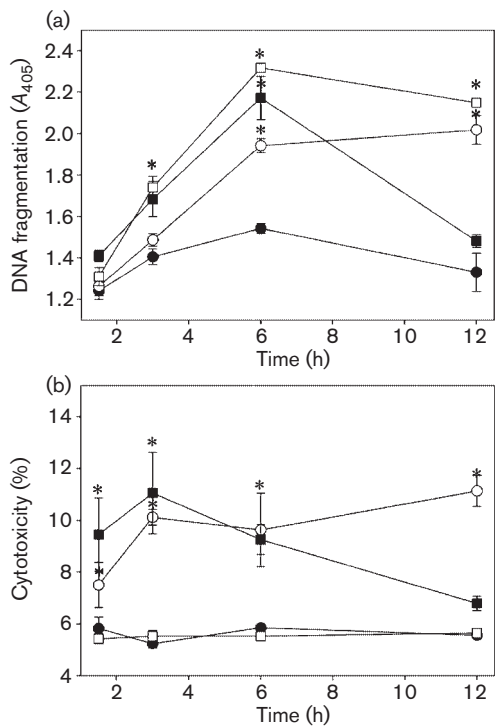 (a)
DNA fragmentation (A405)
2.4
2.2
2.0
1.8
1.6
1.4
1.2
* * * * * *
2 4 6 8 10 12
Time (h)
(b)
Cytotoxicity (%)
14
12
10
8
6
4
* * * * * *
2 4 6 8 10 12
Time (h)